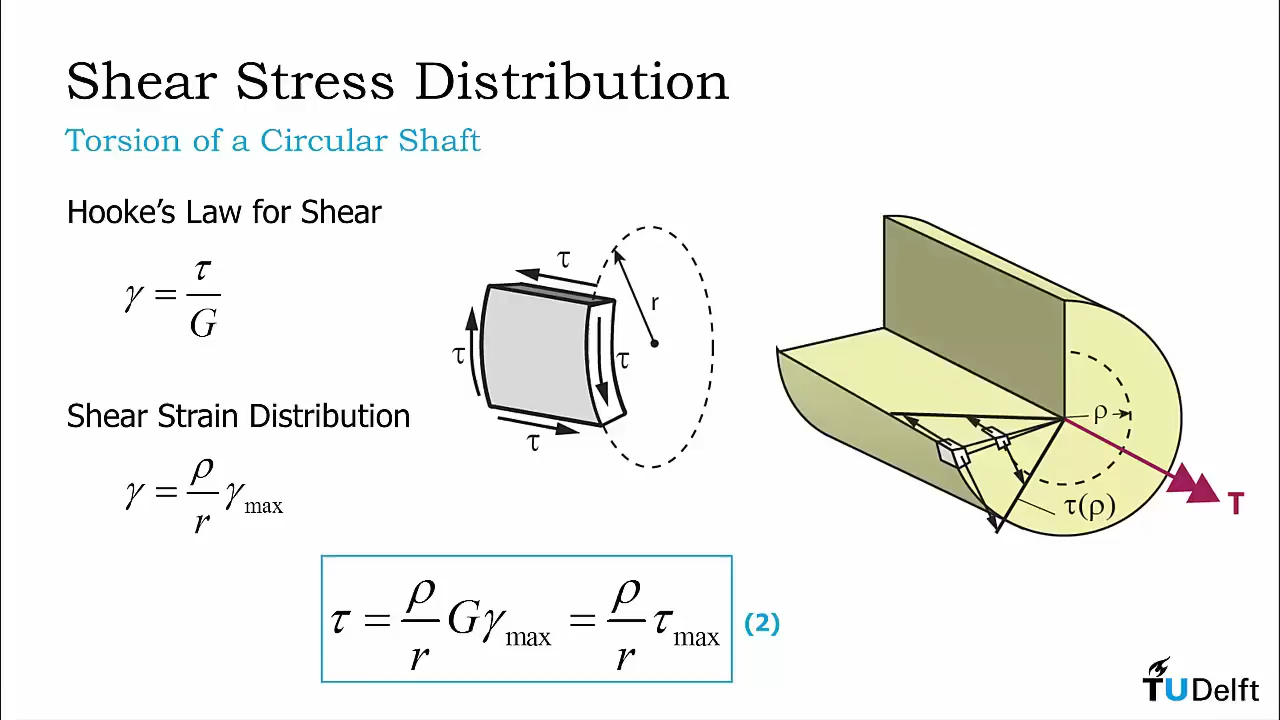 Shear Stress Distribution
Torsion of a Circular Shaft
Hooke's Law for Shear
γ = τ / G
Shear Strain Distribution
γ = ρ / r γmax
τ = ρ / r Gγmax = ρ / r τmax (2)
τ
τ
τ
τ
r
ρ
τ(ρ)
T
TUDelft